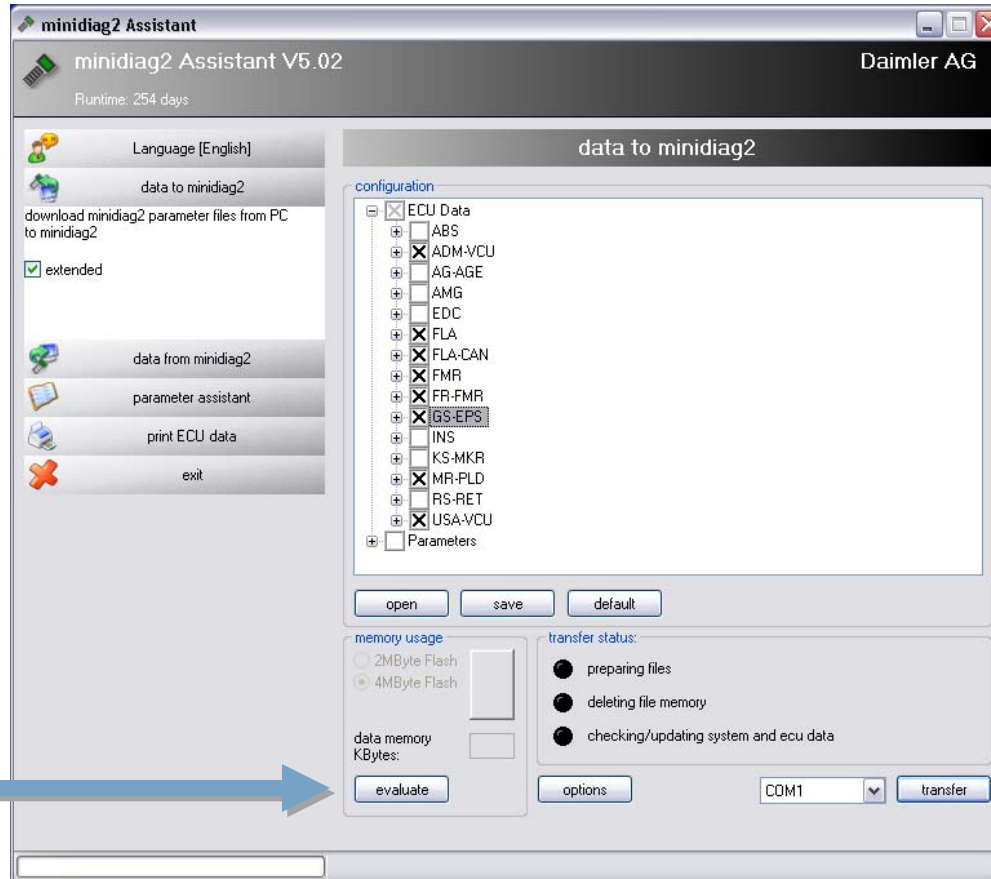 minidiag2 Assistant
minidiag2 Assistant V5.02
Daimler AG
Runtime: 254 days
Language [English]
data to minidiag2
download minidiag2 parameter files from PC
to minidiag2
extended
data from minidiag2
parameter assistant
print ECU data
exit
data to minidiag2
configuration
ECU Data
ABS
ADM-VCU
AG-AGE
AMG
EDC
FLA
FLA-CAN
FMR
FR-FMR
GS-EPS
INS
KS-MKR
MR-PLD
RS-RET
USA-VCU
Parameters
open
save
default
memory usage
2MByte Flash
4MByte Flash
data memory
KBytes:
evaluate
transfer status:
preparing files
deleting file memory
checking/updating system and ecu data
options
COM1
transfer